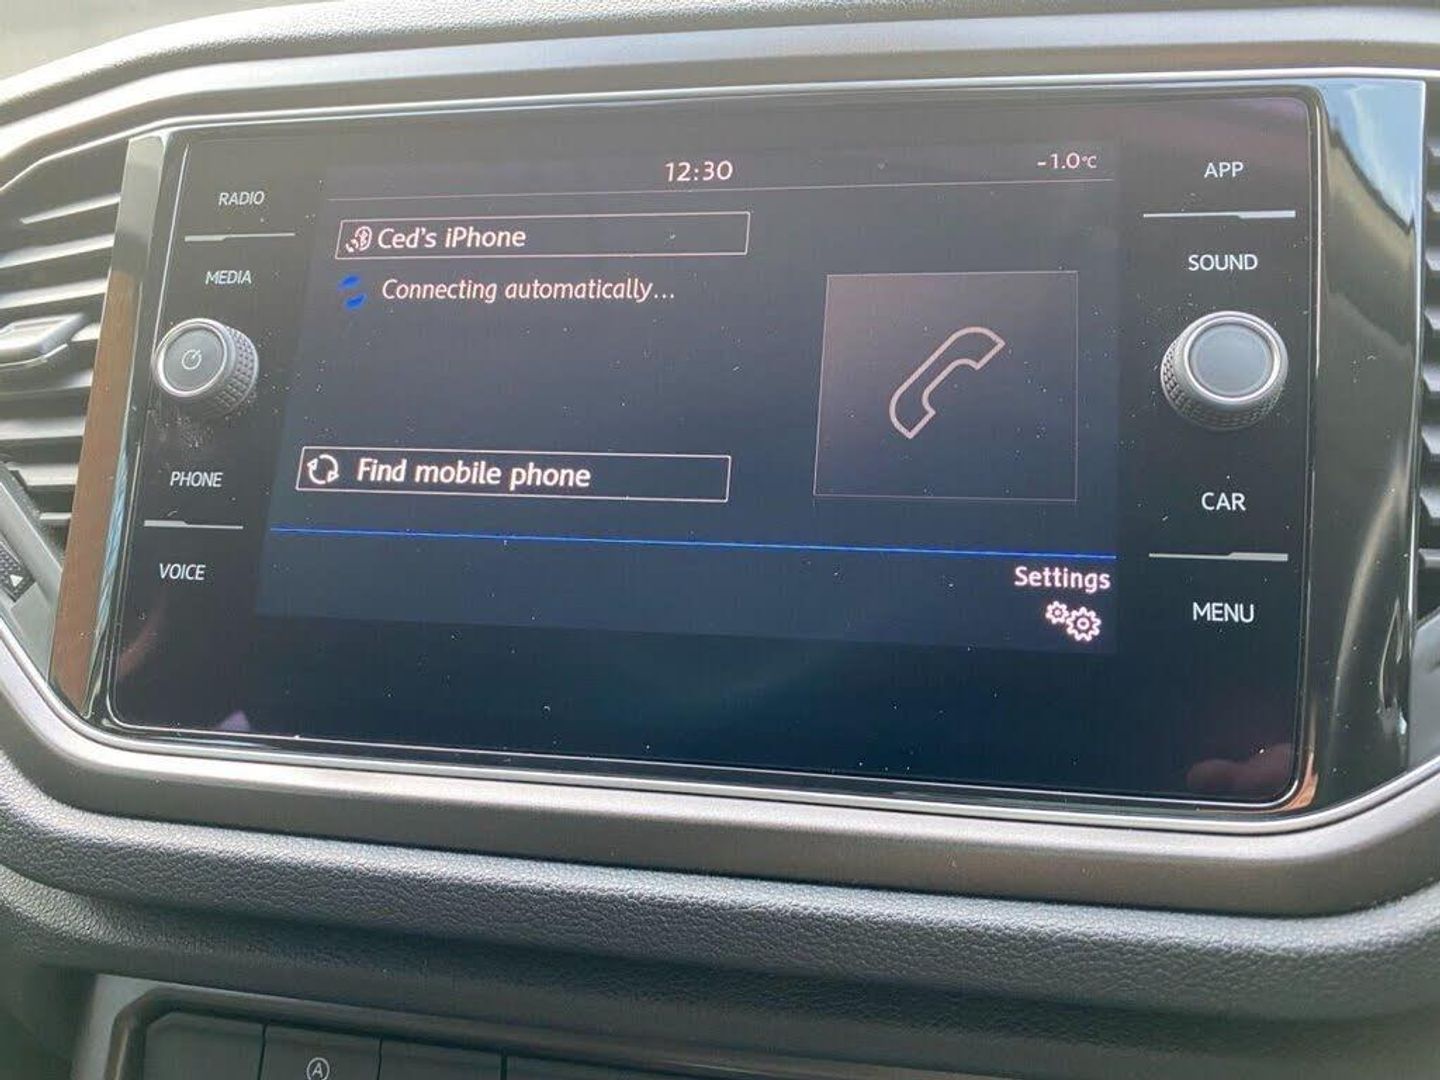 12:30
-1.0°C
RADIO
MEDIA
PHONE
VOICE
Ced's iPhone
Connecting automatically...
Find mobile phone
Settings
APP
SOUND
CAR
MENU
A